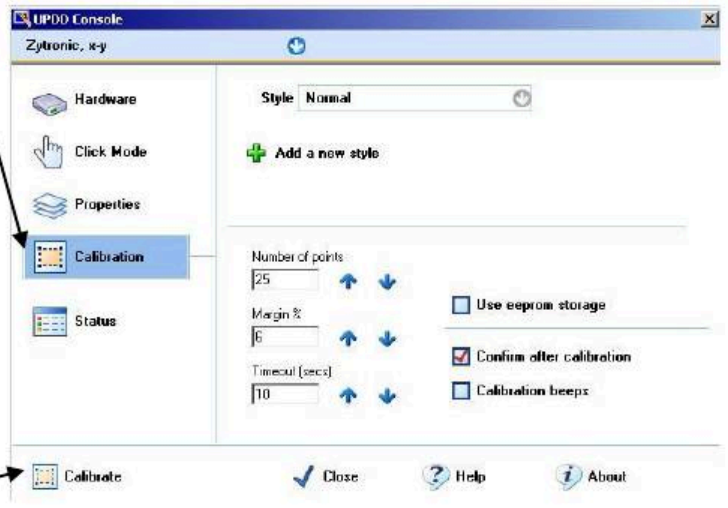 UPDD Console
Zytronic, x-y
Hardware
Click Mode
Properties
Calibration
Status
Style Normal
Add a new style
Number of points
25
Margin %
6
Timeout (secs)
10
Use eeprom storage
Confirm after calibration
Calibration beeps
Calibrate
Close
Help
About